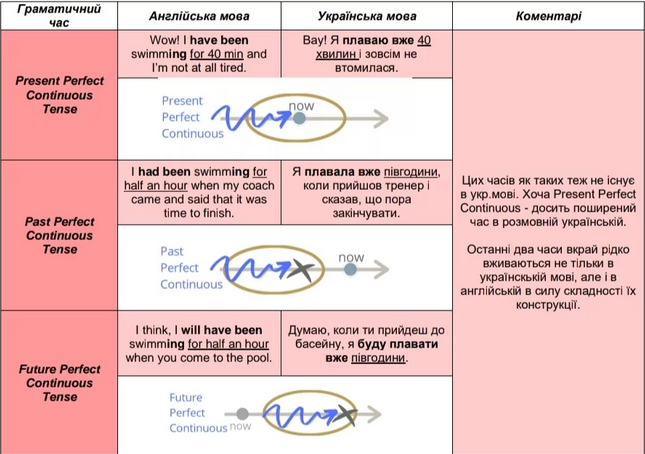 Граматичний час
Англійська мова
Українська мова
Коментарі
Present Perfect
Continuous
Tense
Wow! I have been
swimming for 40 min and
I'm not at all tired.
Вау! Я плаваю вже 40
хвилин і зовсім не
втомилася.
Present
Perfect
Continuous
now
Past Perfect
Continuous
Tense
I had been swimming for
half an hour when my coach
came and said that it was
time to finish.
Я плавала вже півгодини,
коли прийшов тренер і
сказав, що пора
закінчувати.
Past
Perfect
Continuous
now
Future Perfect
Continuous
Tense
I think, I will have been
swimming for half an hour
when you come to the pool.
Думаю, коли ти прийдеш до
басейну, я буду плавати
вже півгодини.
Future
Perfect
Continuous
now
Цих часів як таких теж не існує
в укр.мові. Хоча Present Perfect
Continuous - досить поширений
час в розмовній українській.
Останні два часи вкрай рідко
вживаються не тільки в
українскькій мові, але і в
англійській в силу складності їх
конструкції.